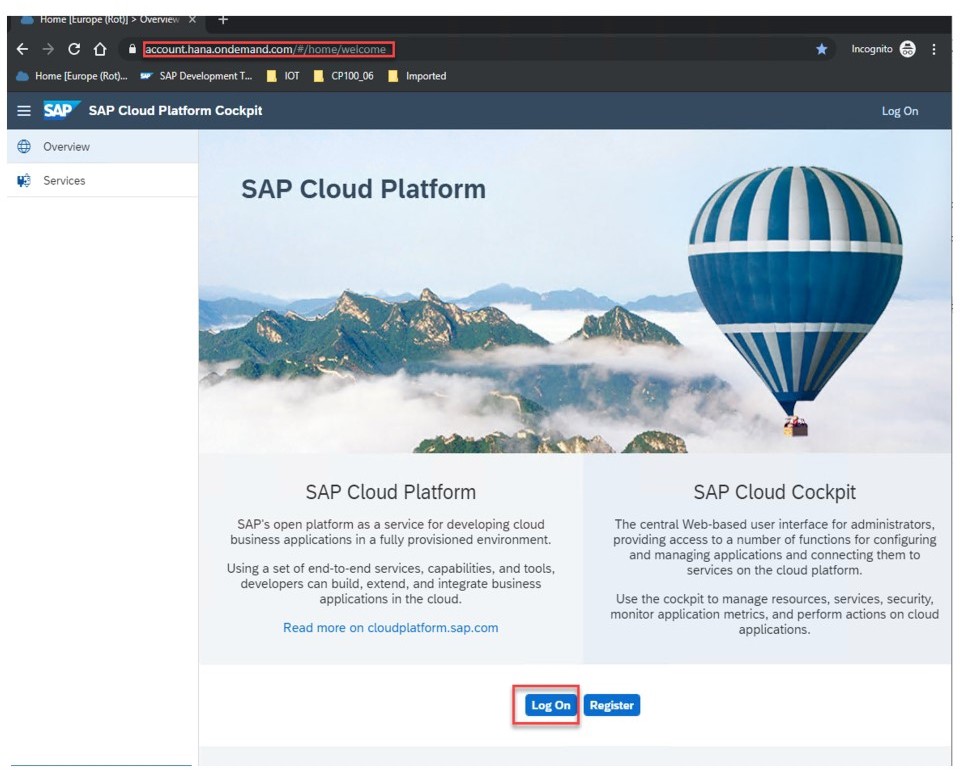 Home [Europe (Rot)] > Overview
account.hana.ondemand.com/#/home/welcome
Incognito
Home [Europe (Rot)...
SAP Development T...
IOT
CP100_06
Imported
SAP
SAP Cloud Platform Cockpit
Log On
Overview
Services
SAP Cloud Platform
SAP Cloud Platform
SAP's open platform as a service for developing cloud
business applications in a fully provisioned environment.
Using a set of end-to-end services, capabilities, and tools,
developers can build, extend, and integrate business
applications in the cloud.
Read more on cloudplatform.sap.com
SAP Cloud Cockpit
The central Web-based user interface for administrators,
providing access to a number of functions for configuring
and managing applications and connecting them to
services on the cloud platform.
Use the cockpit to manage resources, services, security,
monitor application metrics, and perform actions on cloud
applications.
Log On
Register